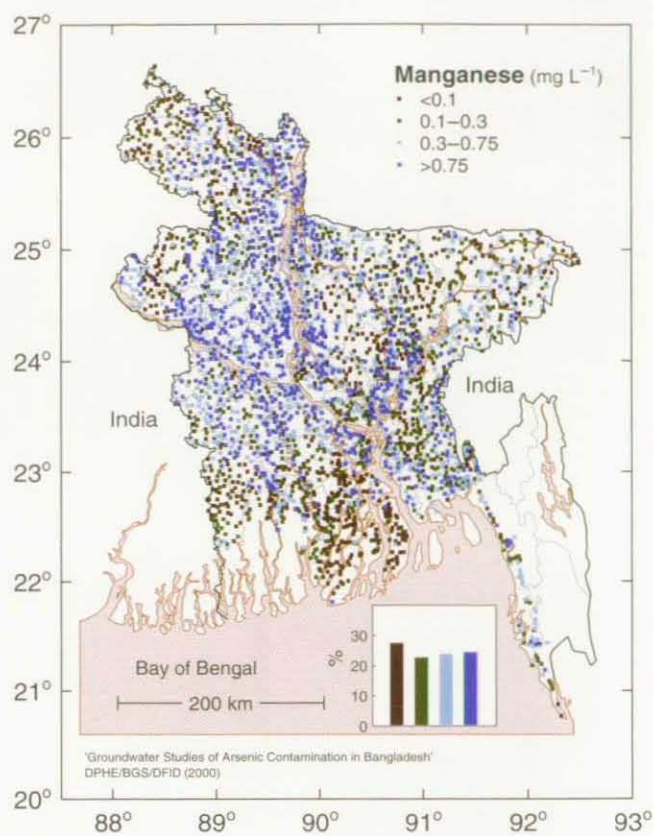 27°
26°
25°
24°
23°
22°
21°
20°
Manganese (mg L⁻¹)
<0.1
0.1–0.3
0.3–0.75
>0.75
India
India
Bay of Bengal
200 km
%
30
20
10
0
'Groundwater Studies of Arsenic Contamination in Bangladesh'
DPHE/BGS/DFID (2000)
88° 89° 90° 91° 92° 93°